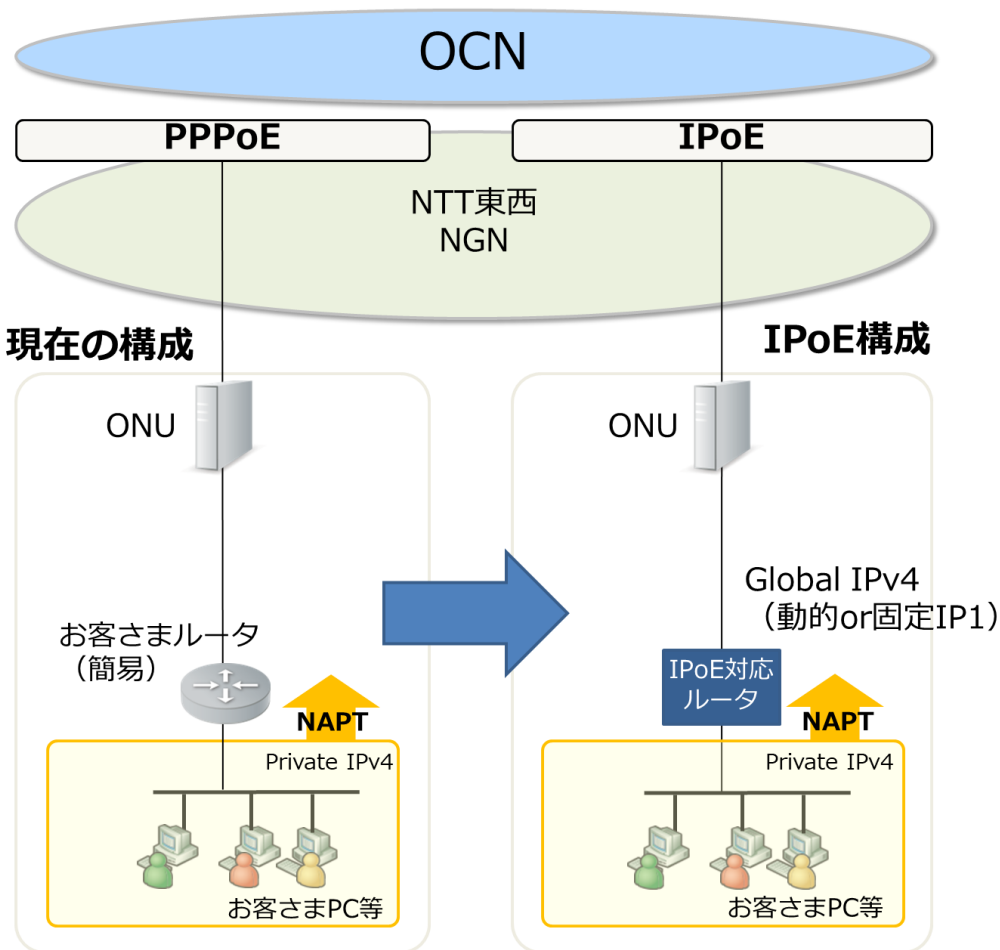 OCN
PPPoE
IPoE
NTT東西
NGN
現在の構成
IPoE構成
ONU
ONU
Global IPv4
（動的or固定IP1）
お客さまルータ
（簡易）
IPoE対応
ルータ
NAPT
NAPT
Private IPv4
Private IPv4
お客さまPC等
お客さまPC等